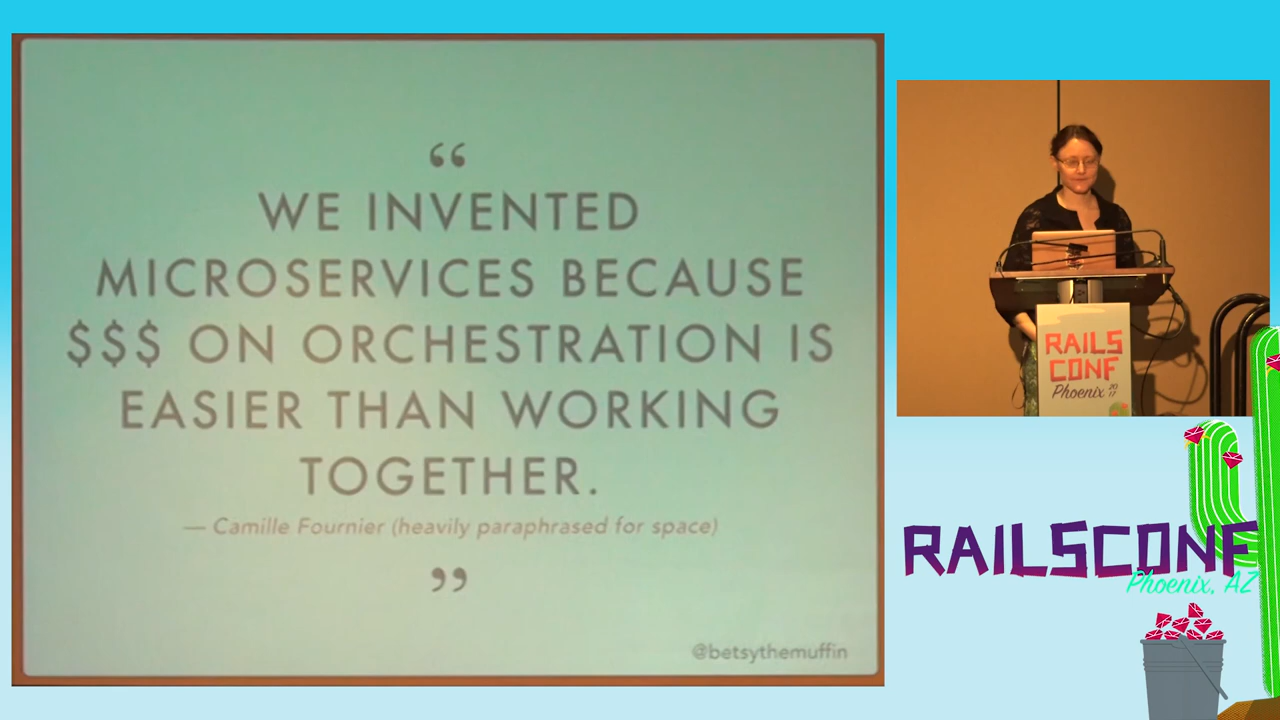 “
WE INVENTED
MICROSERVICES BECAUSE
$$$ ON ORCHESTRATION IS
EASIER THAN WORKING
TOGETHER.
— Camille Fournier (heavily paraphrased for space)
”
@betsythemuffin
RAILS
CONF
Phoenix 2017
RAILSCONF
Phoenix, AZ